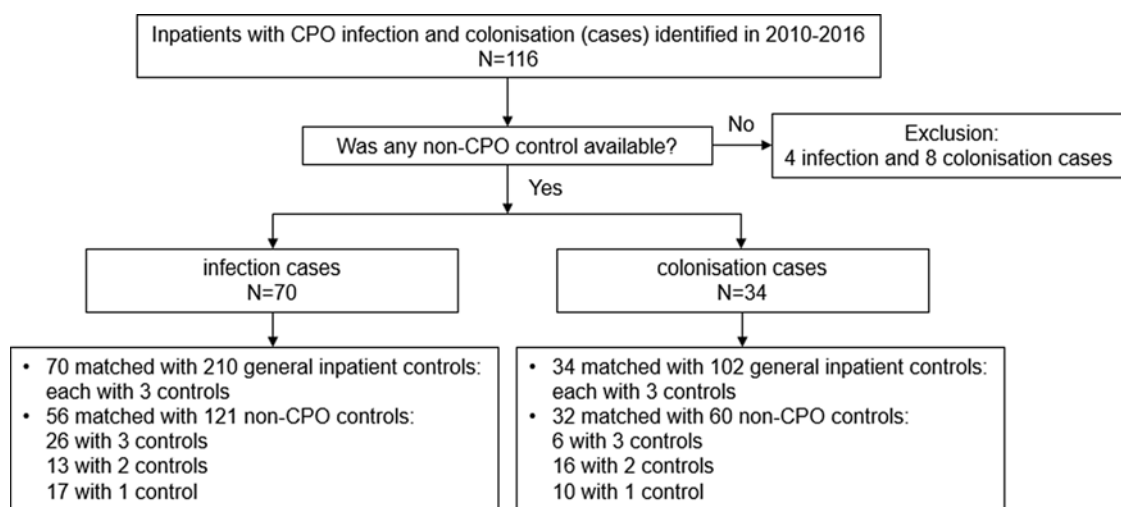 Inpatients with CPO infection and colonisation (cases) identified in 2010-2016
N=116
Was any non-CPO control available?
No
Exclusion:
4 infection and 8 colonisation cases
Yes
infection cases
N=70
colonisation cases
N=34
• 70 matched with 210 general inpatient controls:
each with 3 controls
• 56 matched with 121 non-CPO controls:
26 with 3 controls
13 with 2 controls
17 with 1 control
• 34 matched with 102 general inpatient controls:
each with 3 controls
• 32 matched with 60 non-CPO controls:
6 with 3 controls
16 with 2 controls
10 with 1 control